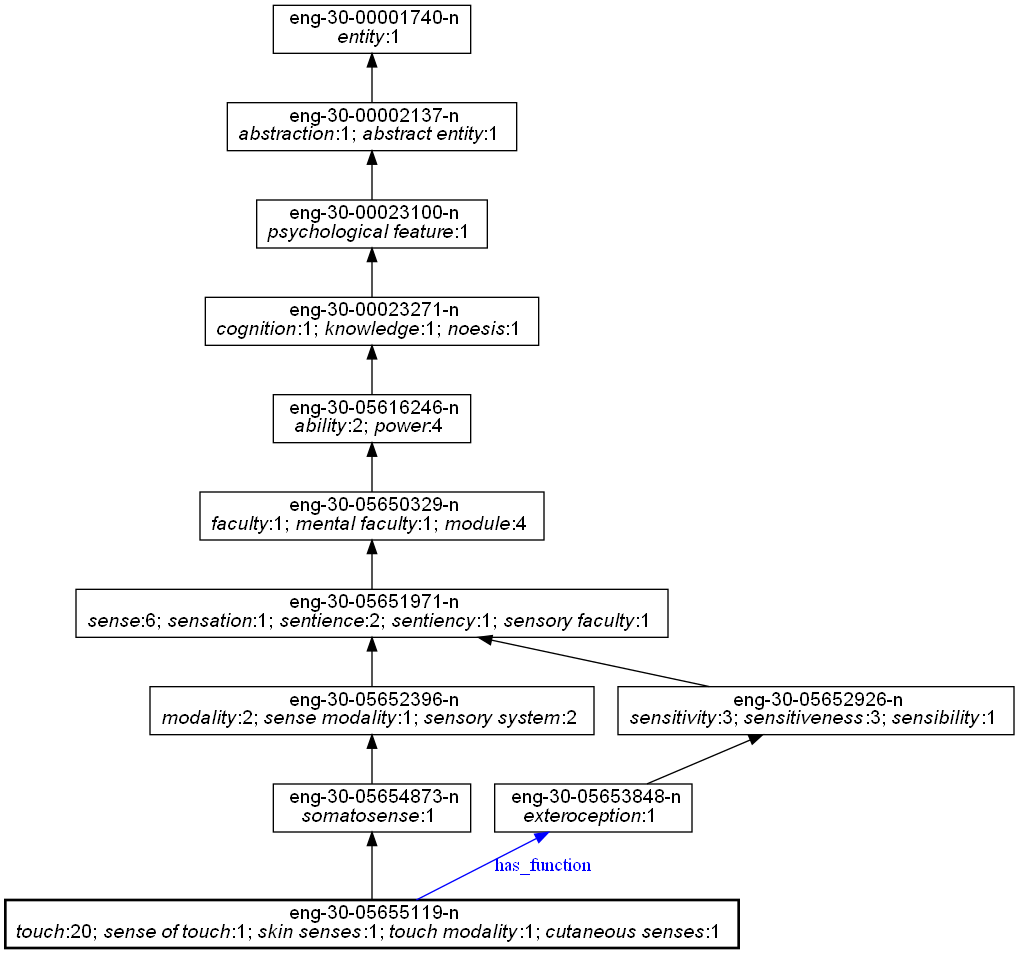 eng-30-00001740-n
entity:1
eng-30-00002137-n
abstraction:1; abstract entity:1
eng-30-00023100-n
psychological feature:1
eng-30-00023271-n
cognition:1; knowledge:1; noesis:1
eng-30-05616246-n
ability:2; power:4
eng-30-05650329-n
faculty:1; mental faculty:1; module:4
eng-30-05651971-n
sense:6; sensation:1; sentience:2; sentiency:1; sensory faculty:1
eng-30-05652396-n
modality:2; sense modality:1; sensory system:2
eng-30-05652926-n
sensitivity:3; sensitiveness:3; sensibility:1
eng-30-05654873-n
somatosense:1
eng-30-05653848-n
exteroception:1
has_function
eng-30-05655119-n
touch:20; sense of touch:1; skin senses:1; touch modality:1; cutaneous senses:1